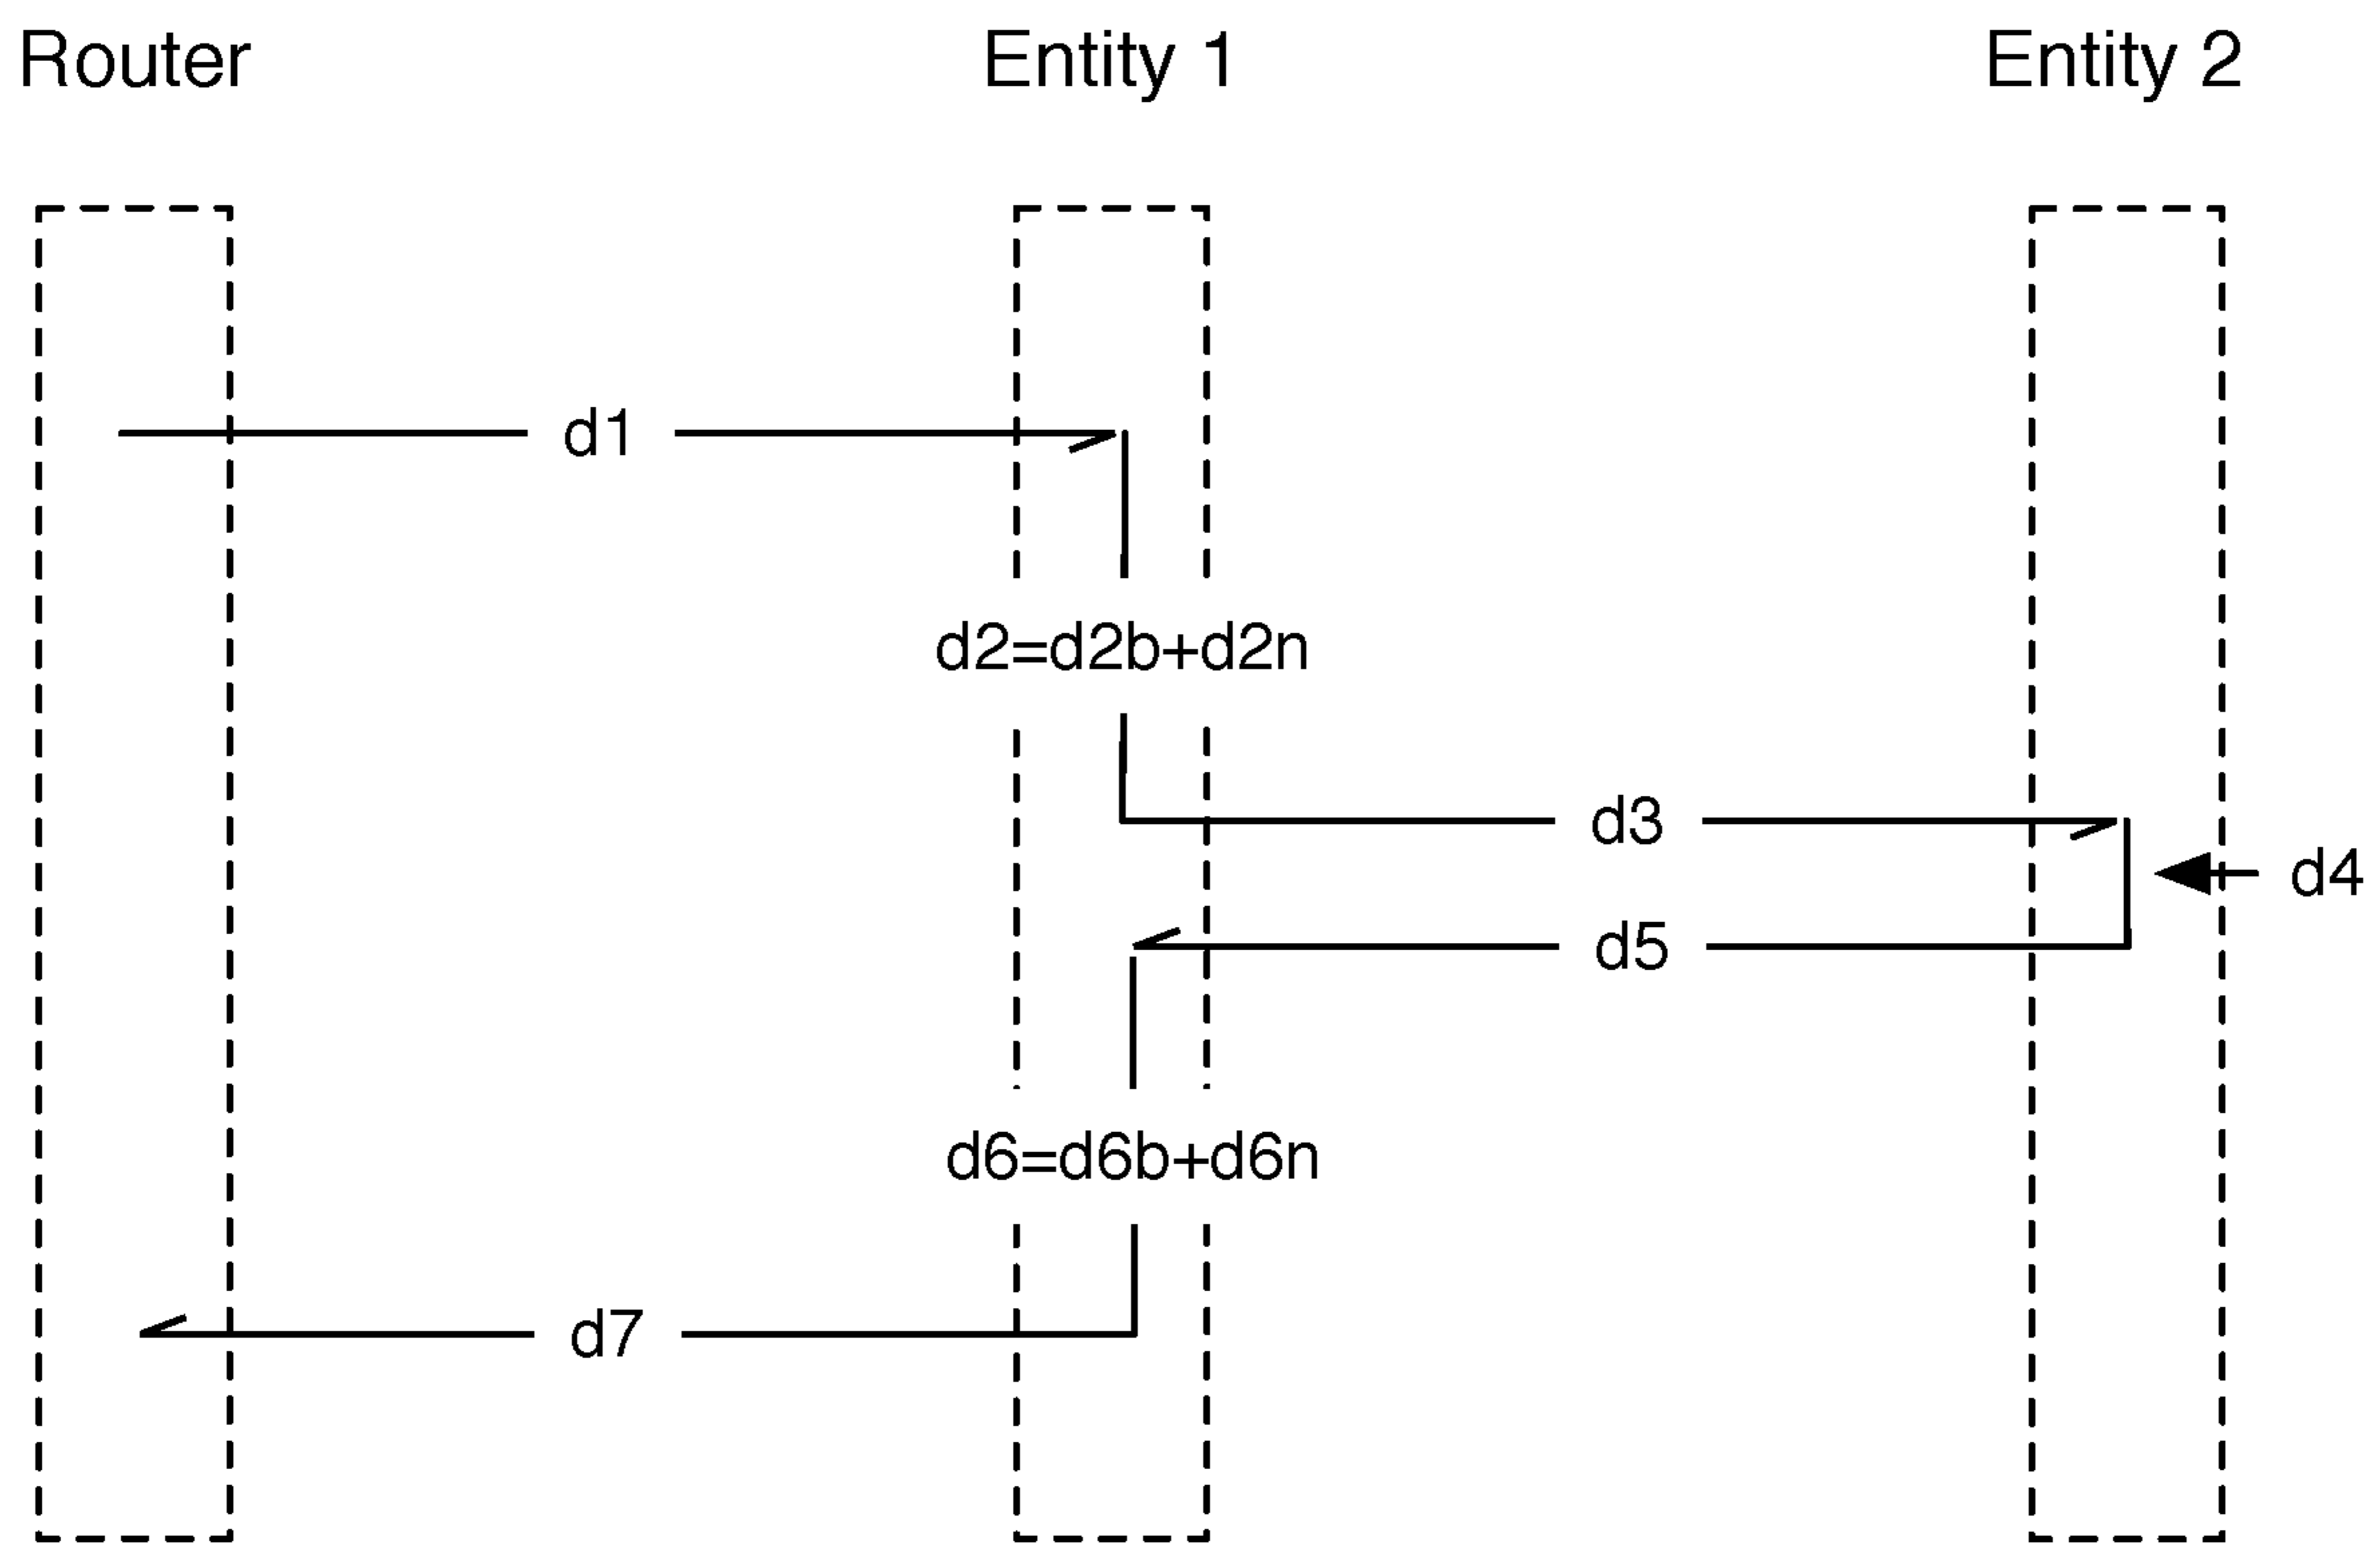 Router
Entity 1
Entity 2
d1
d2=d2b+d2n
d3
d4
d5
d6=d6b+d6n
d7